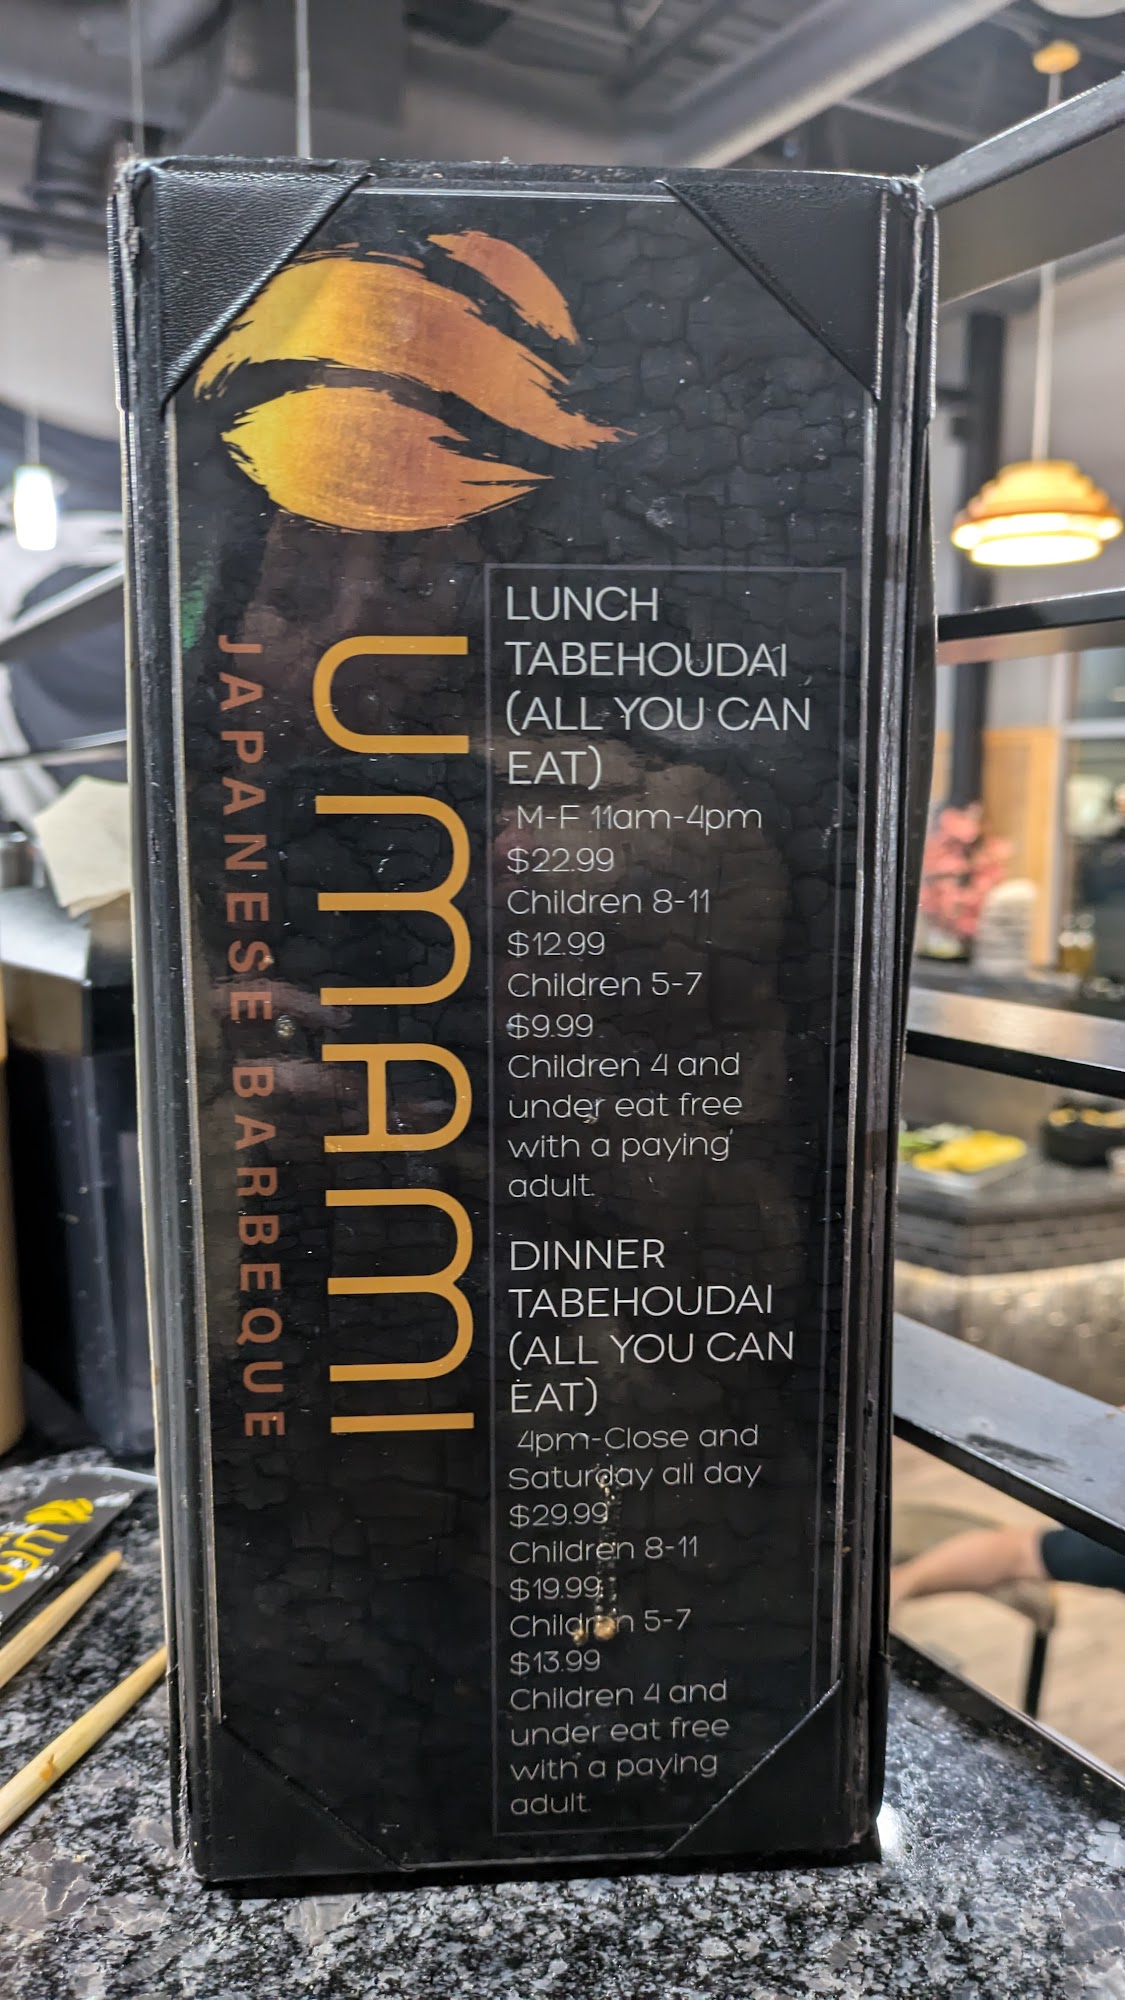 UMAMI
JAPANESE BARBEQUE
LUNCH
TABEHOUDAI
(ALL YOU CAN
EAT)
M-F 11am-4pm
$22.99
Children 8-11
$12.99
Children 5-7
$9.99
Children 4 and
under eat free
with a paying
adult.
DINNER
TABEHOUDAI
(ALL YOU CAN
EAT)
4pm-Close and
Saturday all day
$29.99
Children 8-11
$19.99
Children 5-7
$13.99
Children 4 and
under eat free
with a paying
adult.